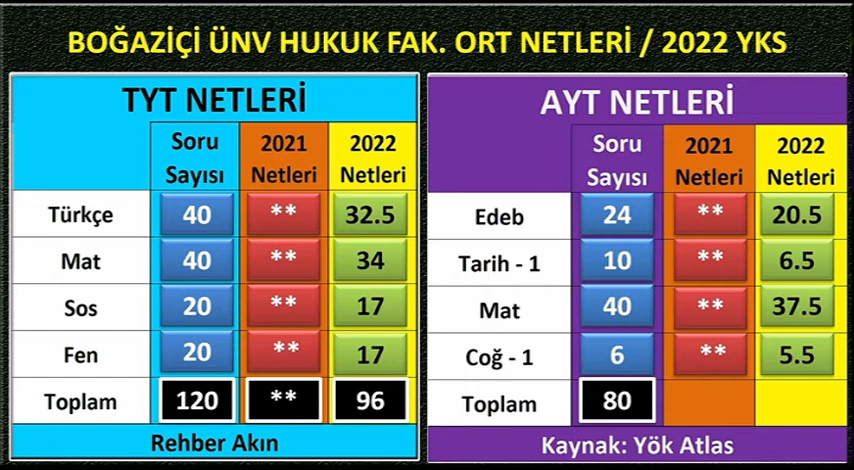 BOĞAZİÇİ ÜNV HUKUK FAK. ORT NETLERİ / 2022 YKS
TYT NETLERİ
Soru Sayısı 2021 Netleri 2022 Netleri
Türkçe 40 ** 32.5
Mat 40 ** 34
Sos 20 ** 17
Fen 20 ** 17
Toplam 120 ** 96
Rehber Akın
AYT NETLERİ
Soru Sayısı 2021 Netleri 2022 Netleri
Edeb 24 ** 20.5
Tarih - 1 10 ** 6.5
Mat 40 ** 37.5
Coğ - 1 6 ** 5.5
Toplam 80
Kaynak: Yök Atlas